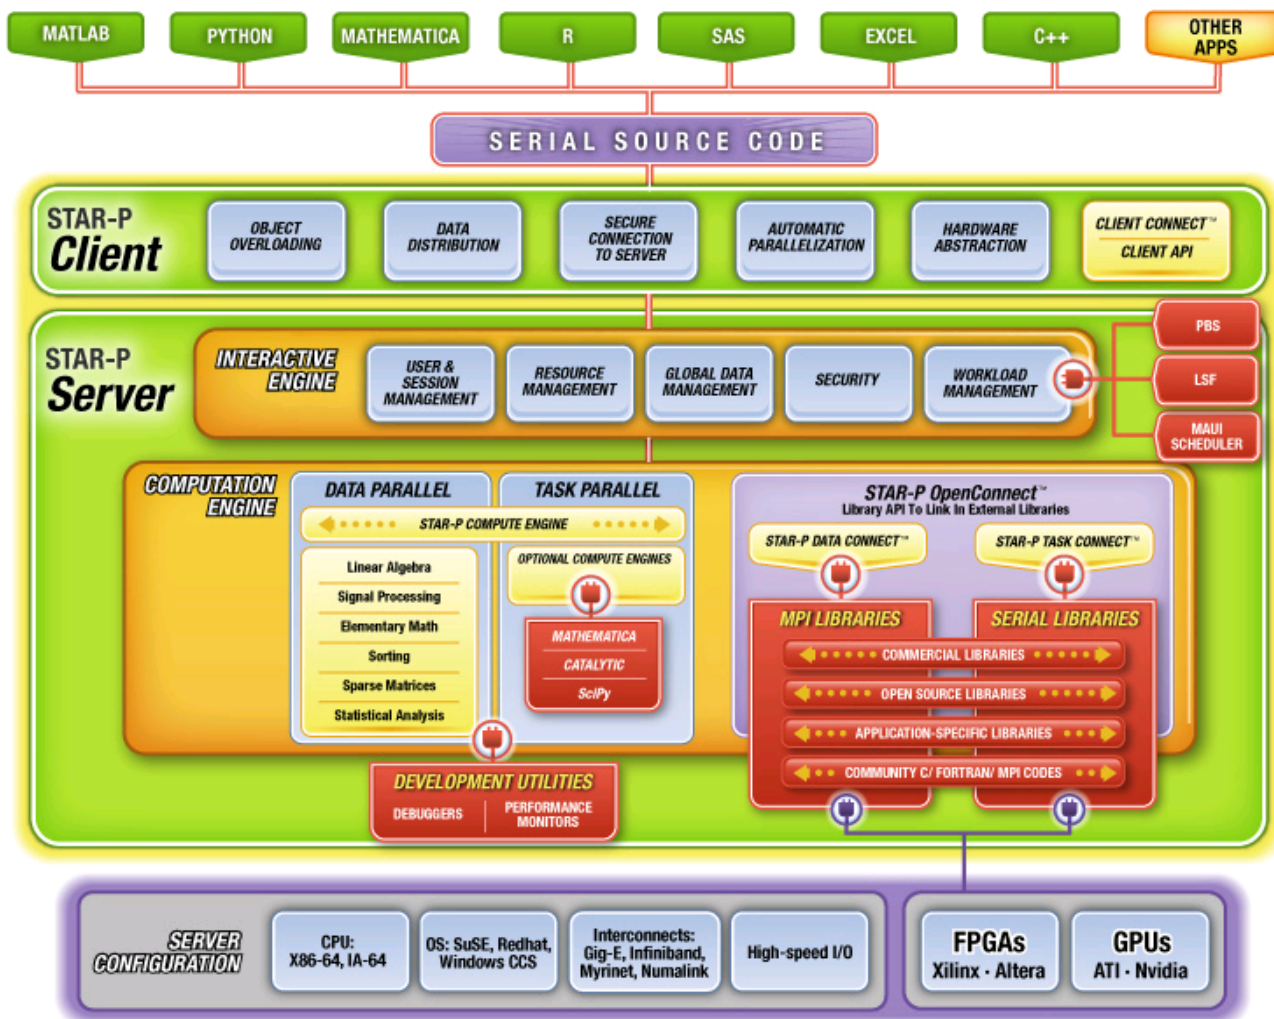 MATLAB
PYTHON
MATHEMATICA
R
SAS
EXCEL
C++
OTHER
APPS
SERIAL SOURCE CODE
STAR-P
Client
OBJECT
OVERLOADING
DATA
DISTRIBUTION
SECURE
CONNECTION
TO SERVER
AUTOMATIC
PARALLELIZATION
HARDWARE
ABSTRACTION
CLIENT CONNECT™
CLIENT API
STAR-P
Server
INTERACTIVE
ENGINE
USER &
SESSION
MANAGEMENT
RESOURCE
MANAGEMENT
GLOBAL DATA
MANAGEMENT
SECURITY
WORKLOAD
MANAGEMENT
PBS
LSF
MAUI
SCHEDULER
COMPUTATION
ENGINE
DATA PARALLEL
TASK PARALLEL
STAR-P COMPUTE ENGINE
Linear Algebra
Signal Processing
Elementary Math
Sorting
Sparse Matrices
Statistical Analysis
OPTIONAL COMPUTE ENGINES
MATHEMATICA
CATALYTIC
SciPy
STAR-P OpenConnect™
Library API To Link In External Libraries
STAR-P DATA CONNECT™
STAR-P TASK CONNECT™
MPI LIBRARIES
SERIAL LIBRARIES
COMMERCIAL LIBRARIES
OPEN SOURCE LIBRARIES
APPLICATION-SPECIFIC LIBRARIES
COMMUNITY C/ FORTRAN/ MPI CODES
DEVELOPMENT UTILITIES
DEBUGGERS
PERFORMANCE
MONITORS
SERVER
CONFIGURATION
CPU:
X86-64, IA-64
OS: SuSE, Redhat,
Windows CCS
Interconnects:
Gig-E, Infiniband,
Myrinet, Numalink
High-speed I/O
FPGAs
Xilinx · Altera
GPUs
ATI · Nvidia